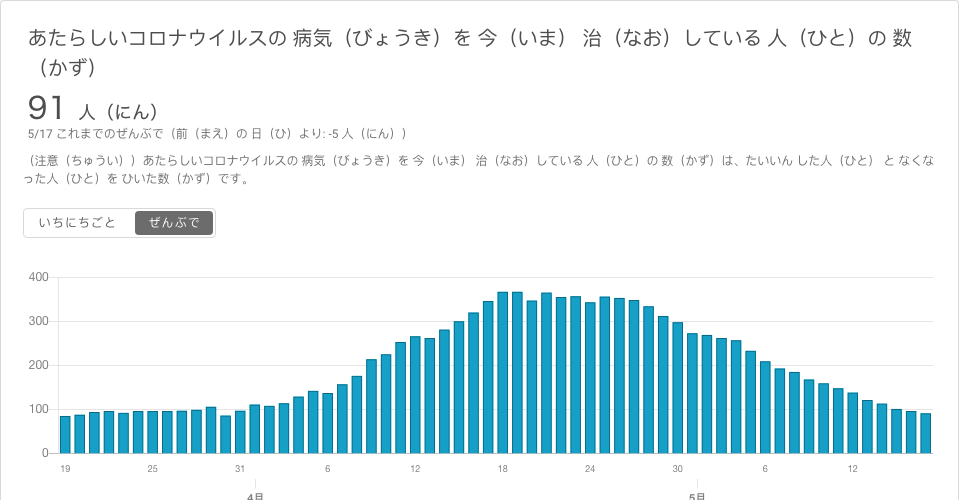 あたらしいコロナウイルスの 病気（びょうき）を 今（いま） 治（なお）している 人（ひと）の 数
（かず）
91 人（にん）
5/17 これまでのぜんぶで（前（まえ）の 日（ひ）より: -5 人（にん））
（注意（ちゅうい））あたらしいコロナウイルスの 病気（びょうき）を 今（いま） 治（なお）している 人（ひと）の 数（かず）は、たいいん した人（ひと） と なくな
った人（ひと）を ひいた数（かず）です。
いちにちごと ぜんぶで
400
300
200
100
0
19 25 31 6 12 18 24 30 6 12
4月 5月